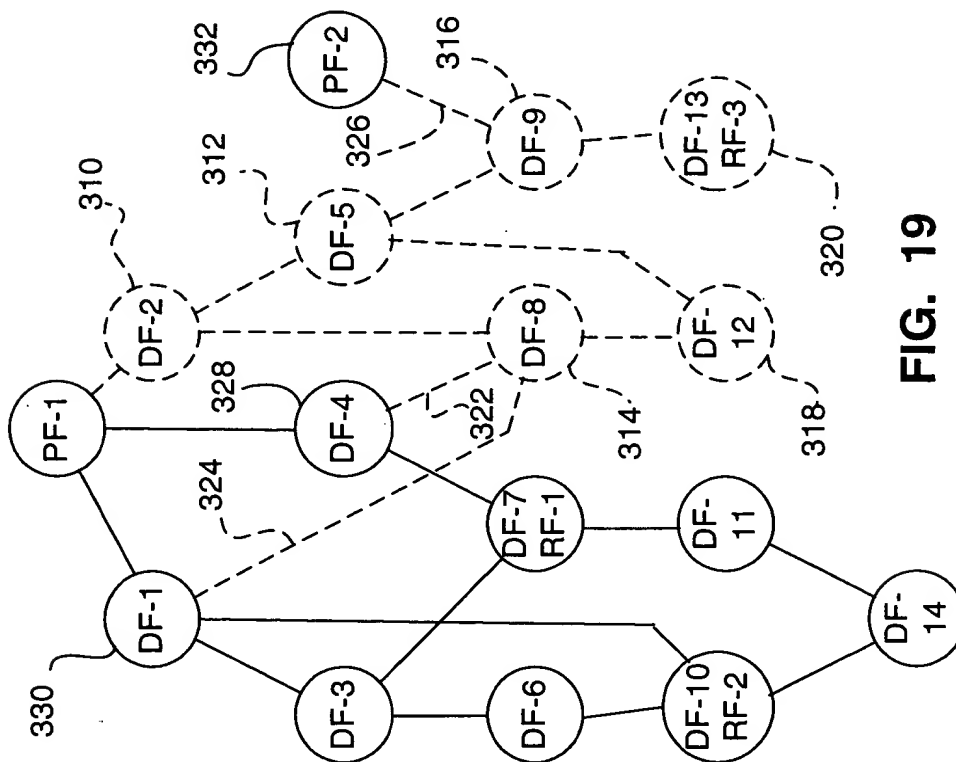 332
PF-2
316
326
DF-9
DF-13
RF-3
320
310
312
DF-5
DF-2
DF-8
DF-
12
318
314
322
PF-1
328
DF-4
324
DF-7
RF-1
DF-
11
330
DF-1
DF-3
DF-6
DF-10
RF-2
DF-
14
FIG. 19